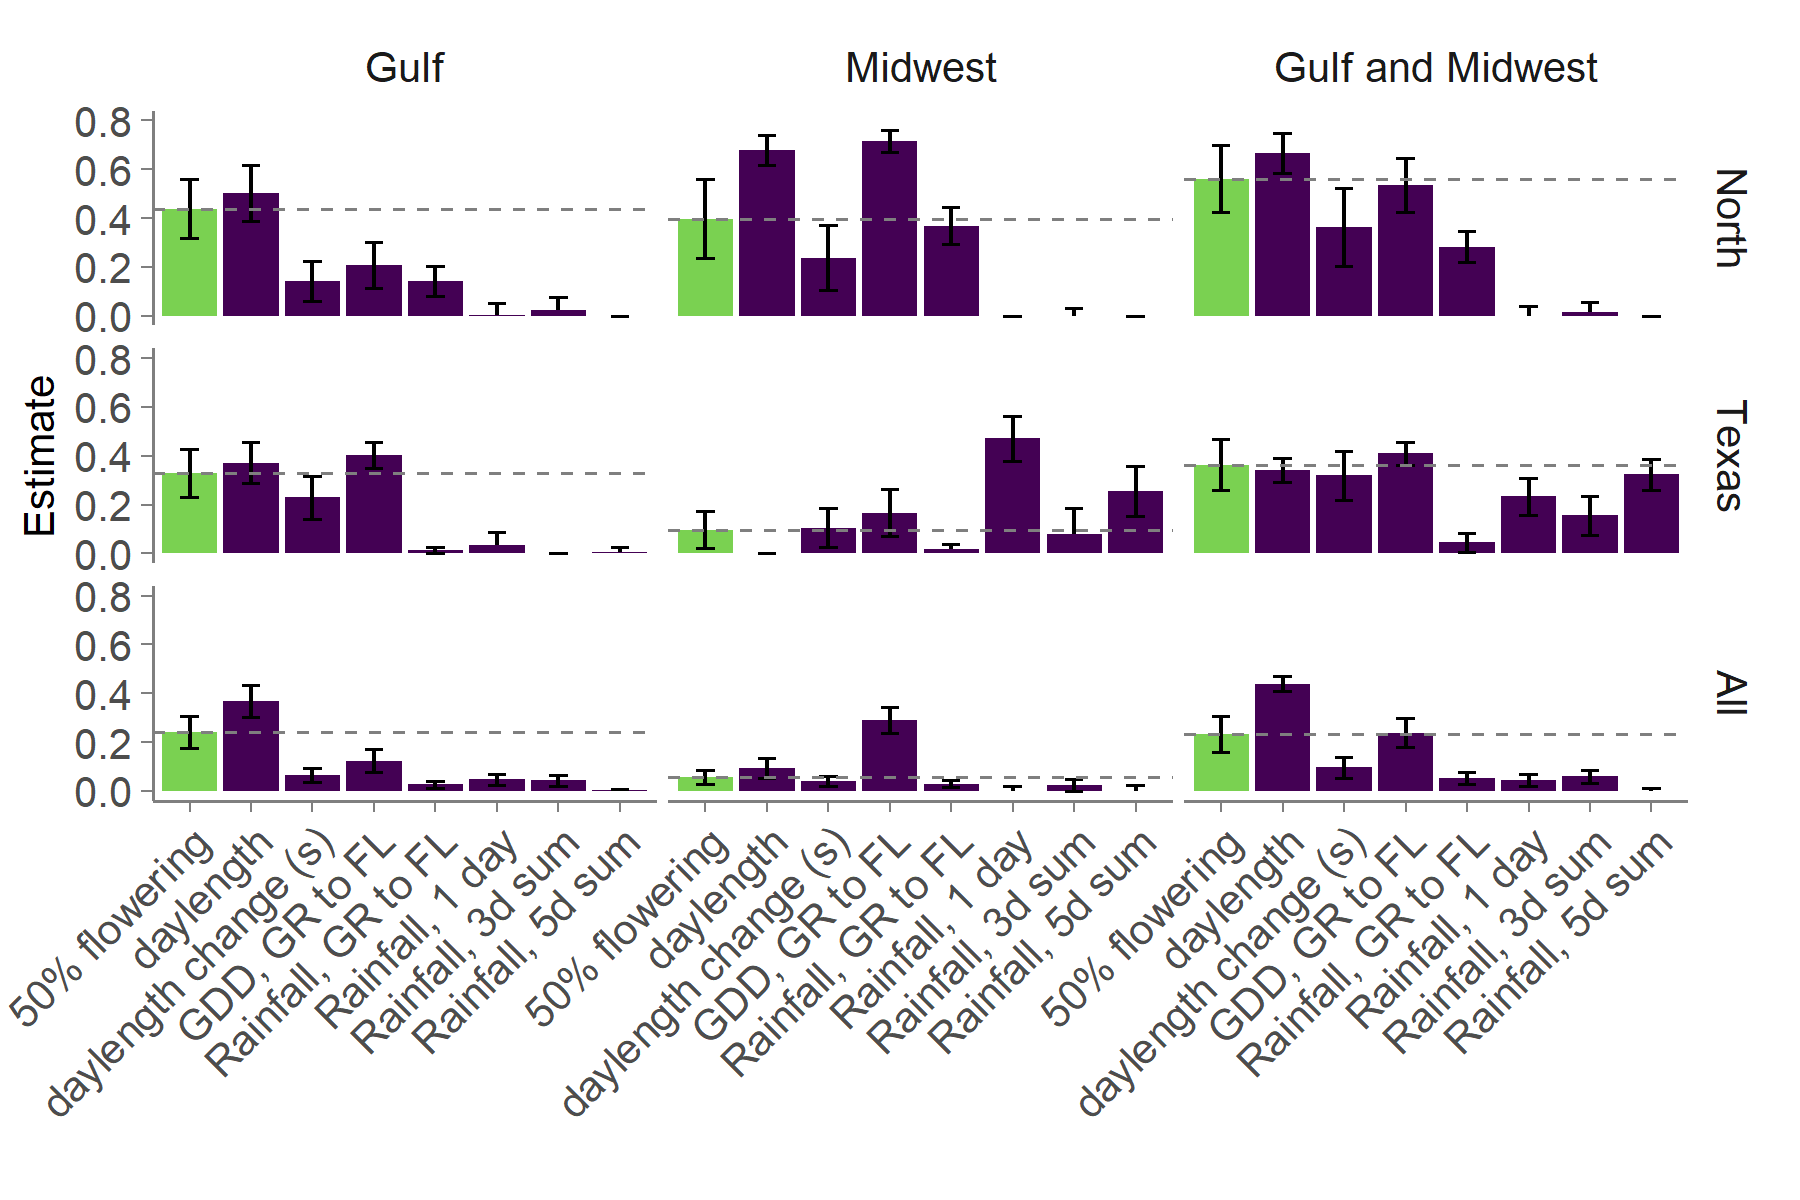 Gulf
Midwest
Gulf and Midwest
Estimate
0.8
0.6
0.4
0.2
0.0
North
0.8
0.6
0.4
0.2
0.0
Texas
0.8
0.6
0.4
0.2
0.0
All
50% flowering
daylength
daylength change (s)
GDD, GR to FL
Rainfall, GR to FL
Rainfall, 1 day
Rainfall, 3d sum
Rainfall, 5d sum
50% flowering
daylength
daylength change (s)
GDD, GR to FL
Rainfall, GR to FL
Rainfall, 1 day
Rainfall, 3d sum
Rainfall, 5d sum
50% flowering
daylength
daylength change (s)
GDD, GR to FL
Rainfall, GR to FL
Rainfall, 1 day
Rainfall, 3d sum
Rainfall, 5d sum